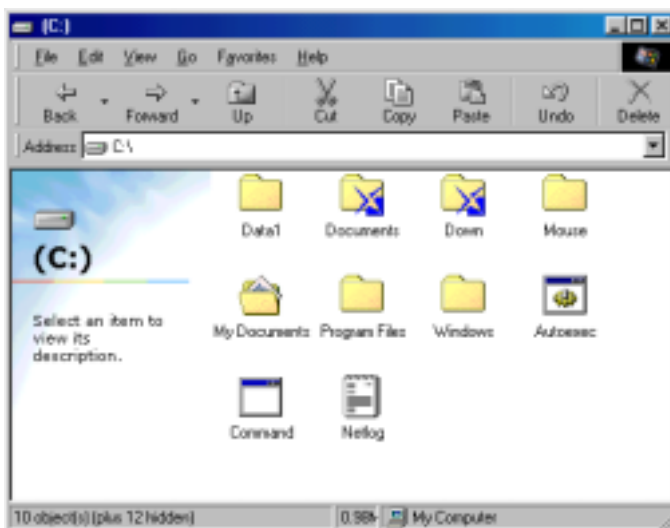 (C:)
File Edit View Go Favorites Help
Back Forward Up Cut Copy Paste Undo Delete
Address C:\
(C:)
Select an item to
view its
description.
Data1 Documents Down Mouse
My Documents Program Files Windows Autoexec
Command Netlog
10 object(s) (plus 12 hidden) My Computer